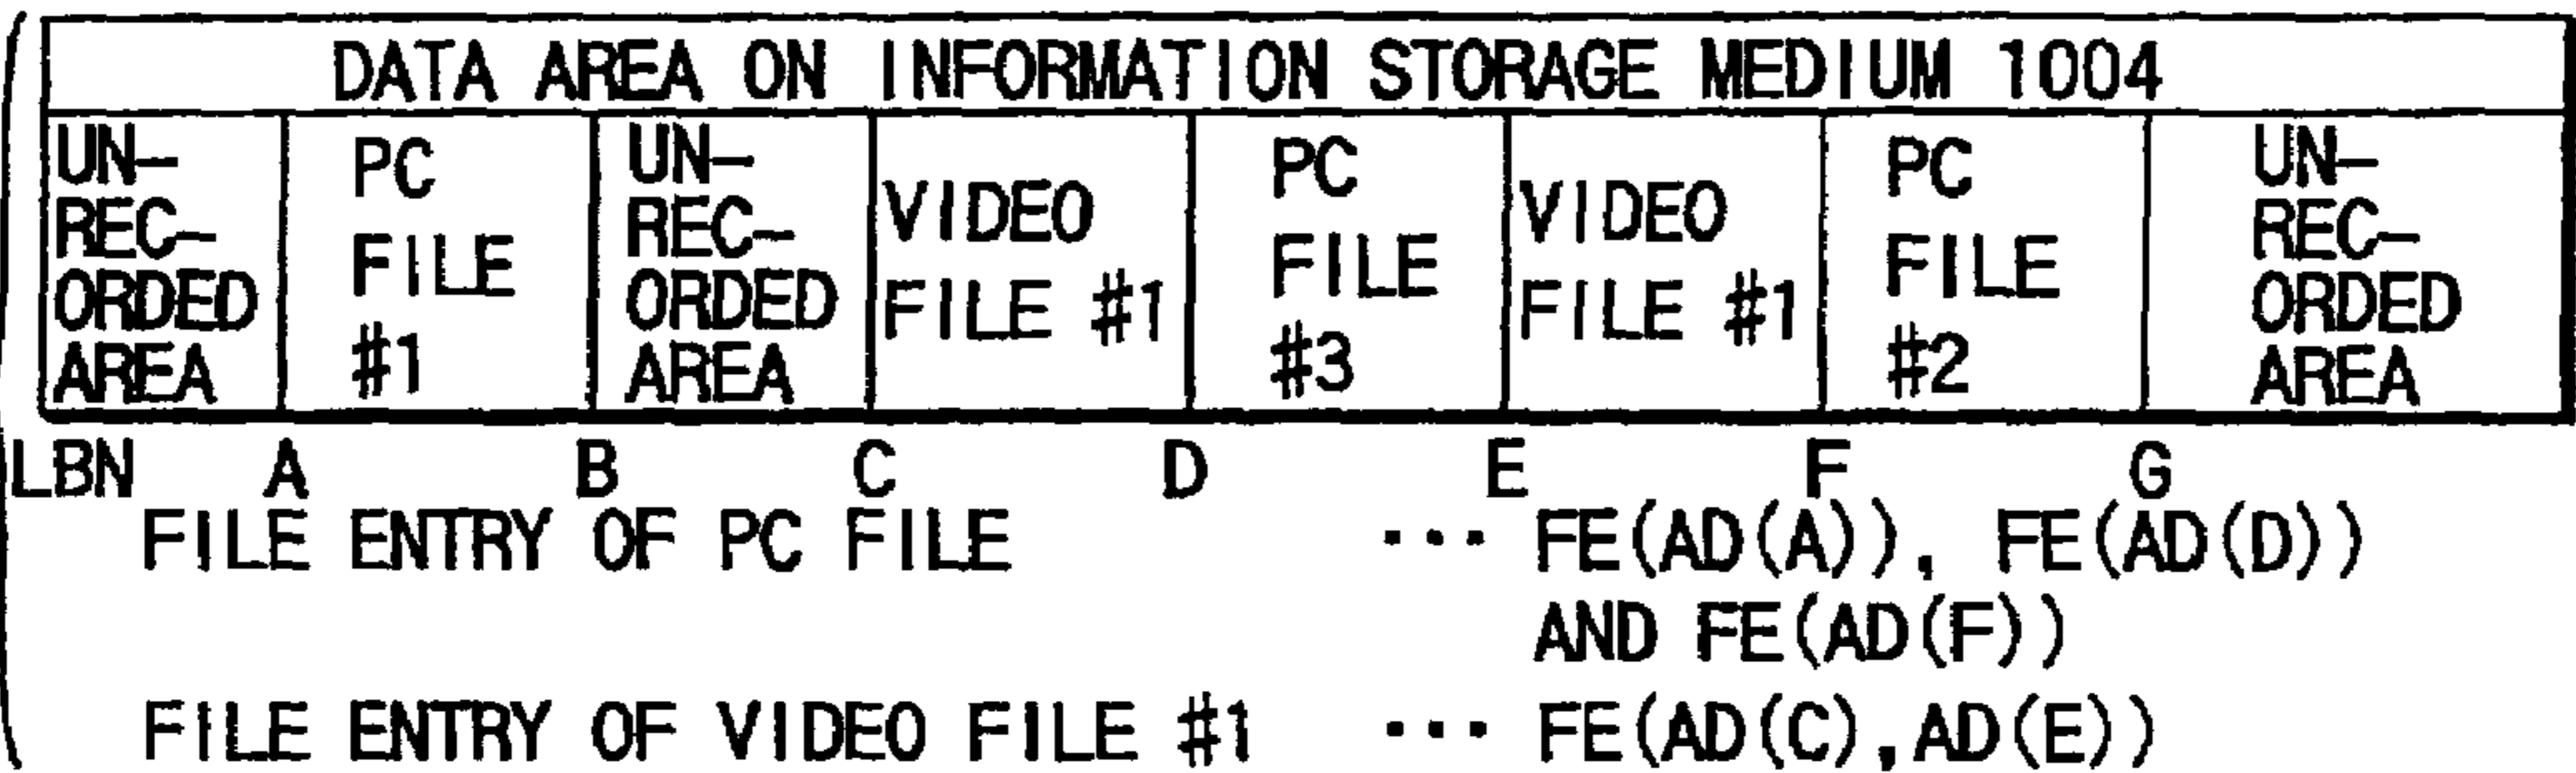 DATA AREA ON INFORMATION STORAGE MEDIUM 1004
UN-
REC-
ORDED
AREA
PC
FILE
#1
UN-
REC-
ORDED
AREA
VIDEO
FILE #1
PC
FILE
#3
VIDEO
FILE #1
PC
FILE
#2
UN-
REC-
ORDED
AREA
LBN A B C D E F G
FILE ENTRY OF PC FILE ··· FE(AD(A)), FE(AD(D))
AND FE(AD(F))
FILE ENTRY OF VIDEO FILE #1 ··· FE(AD(C),AD(E))